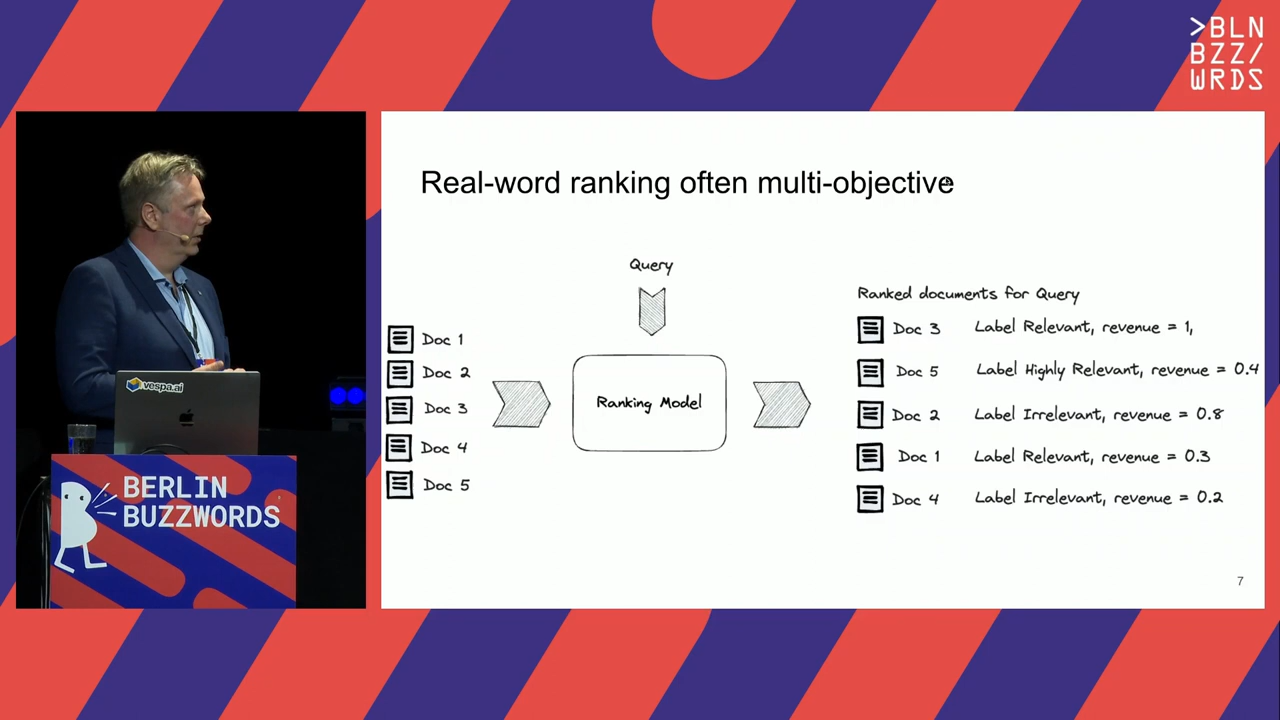 >BLN
BZZ/
WRDS
Real-word ranking often multi-objective
Query
Ranked documents for Query
Doc 1
Doc 2
Doc 3
Doc 4
Doc 5
Ranking Model
Doc 3 Label Relevant, revenue = 1,
Doc 5 Label Highly Relevant, revenue = 0.4
Doc 2 Label Irrelevant, revenue = 0.8
Doc 1 Label Relevant, revenue = 0.3
Doc 4 Label Irrelevant, revenue = 0.2
7
vespa.ai
BERLIN
BUZZWORDS